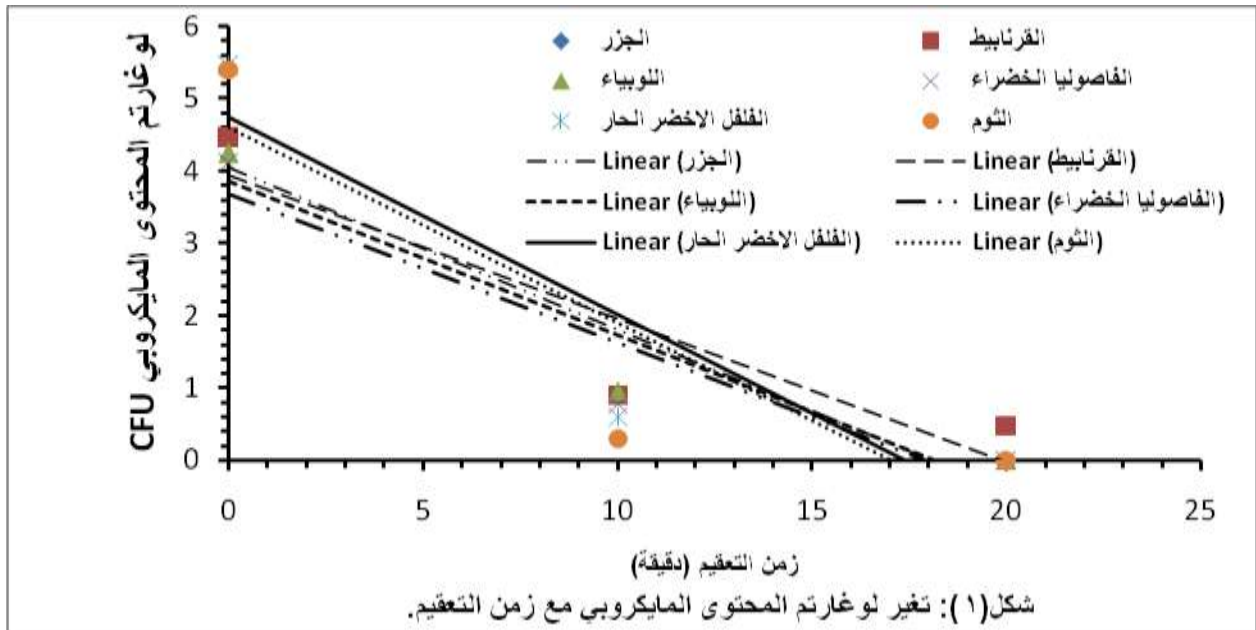 لوغارتم المحتوى المايكروبي CFU
6
5
4
3
2
1
0
الجزر
القرنابيط
اللوبياء
الفاصوليا الخضراء
الفلفل الاخضر الحار
الثوم
Linear (الجزر)
Linear (القرنابيط)
Linear (اللوبياء)
Linear (الفاصوليا الخضراء)
Linear (الفلفل الاخضر الحار)
Linear (الثوم)
0 5 10 15 20 25
زمن التعقيم (دقيقة)
شكل(١): تغير لوغارتم المحتوى المايكروبي مع زمن التعقيم.